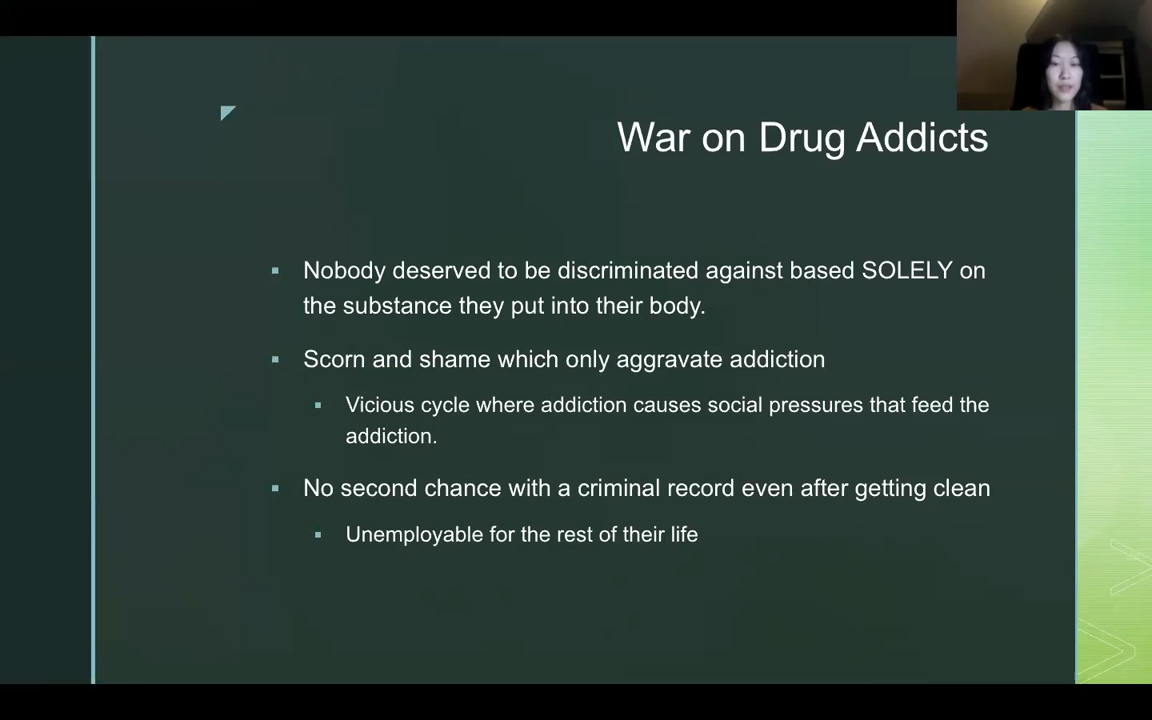 War on Drug Addicts
Nobody deserved to be discriminated against based SOLELY on
the substance they put into their body.
Scorn and shame which only aggravate addiction
Vicious cycle where addiction causes social pressures that feed the
addiction.
No second chance with a criminal record even after getting clean
Unemployable for the rest of their life